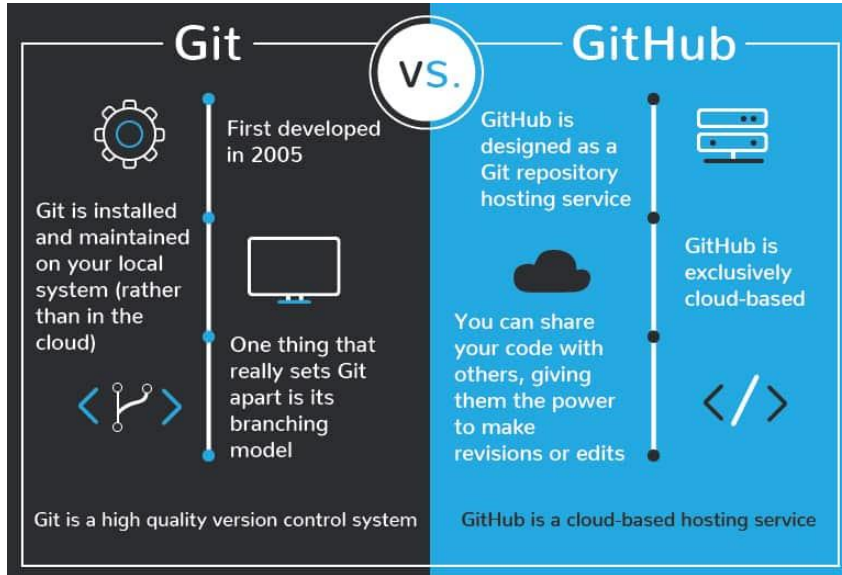 Git
vs.
GitHub
First developed
in 2005
Git is installed
and maintained
on your local
system (rather
than in the
cloud)
One thing that
really sets Git
apart is its
branching
model
Git is a high quality version control system
GitHub is
designed as a
Git repository
hosting service
GitHub is
exclusively
cloud-based
You can share
your code with
others, giving
them the power
to make
revisions or edits
GitHub is a cloud-based hosting service